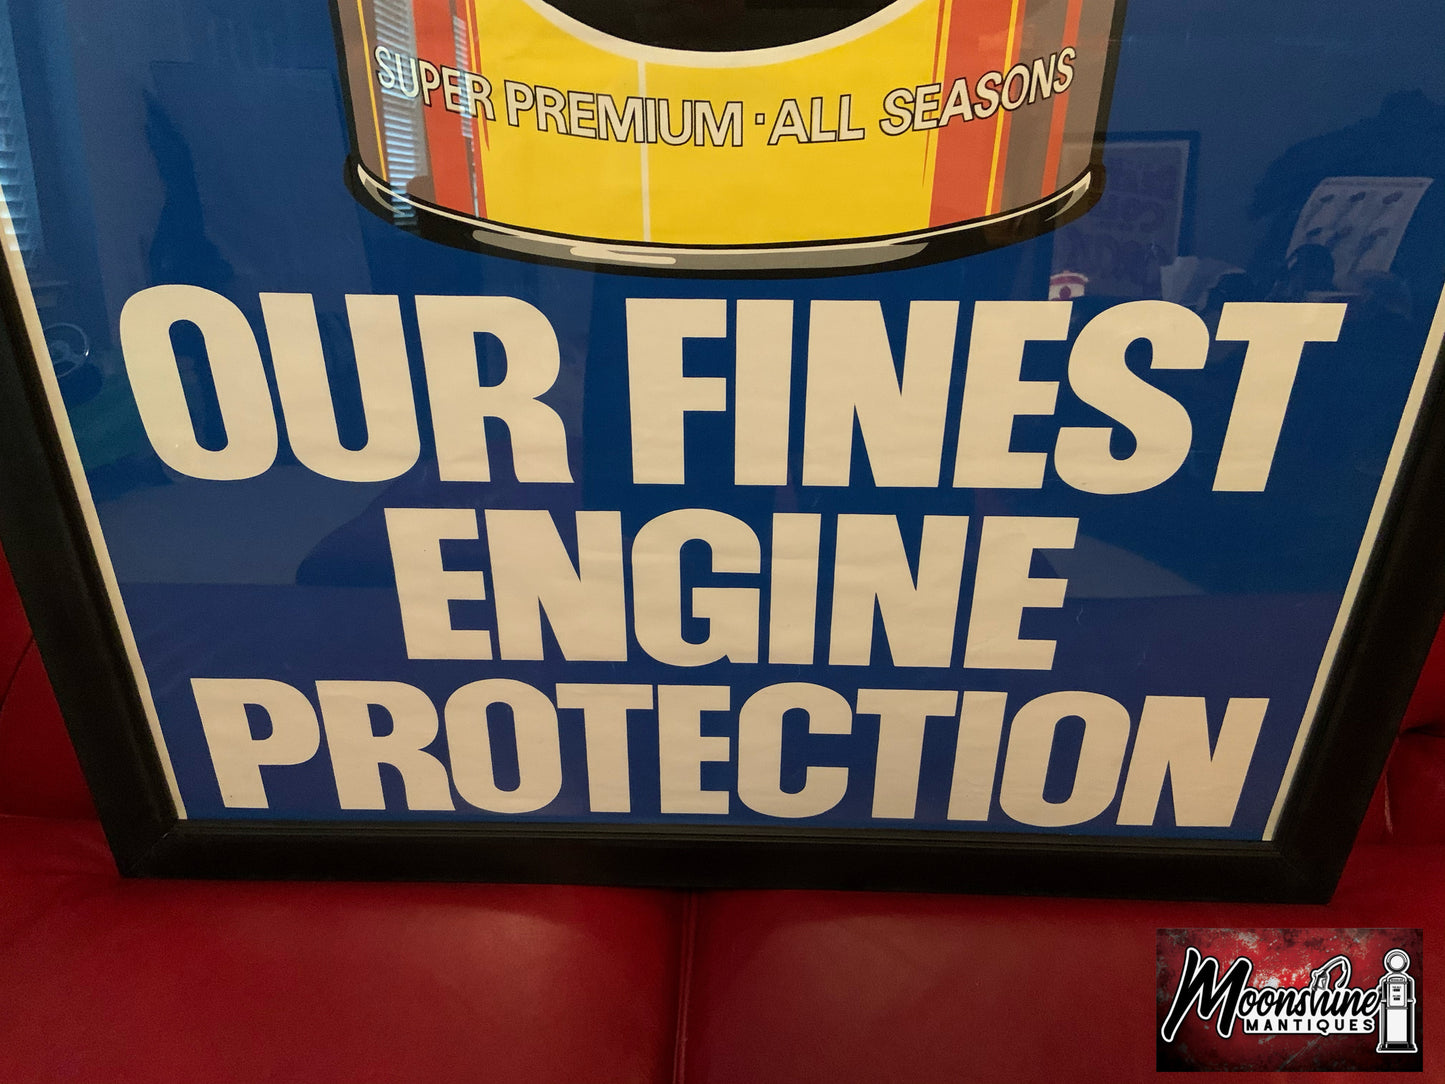 SUPER PREMIUM · ALL SEASONS
OUR FINEST
ENGINE
PROTECTION
Moonshine
MANTIQUES